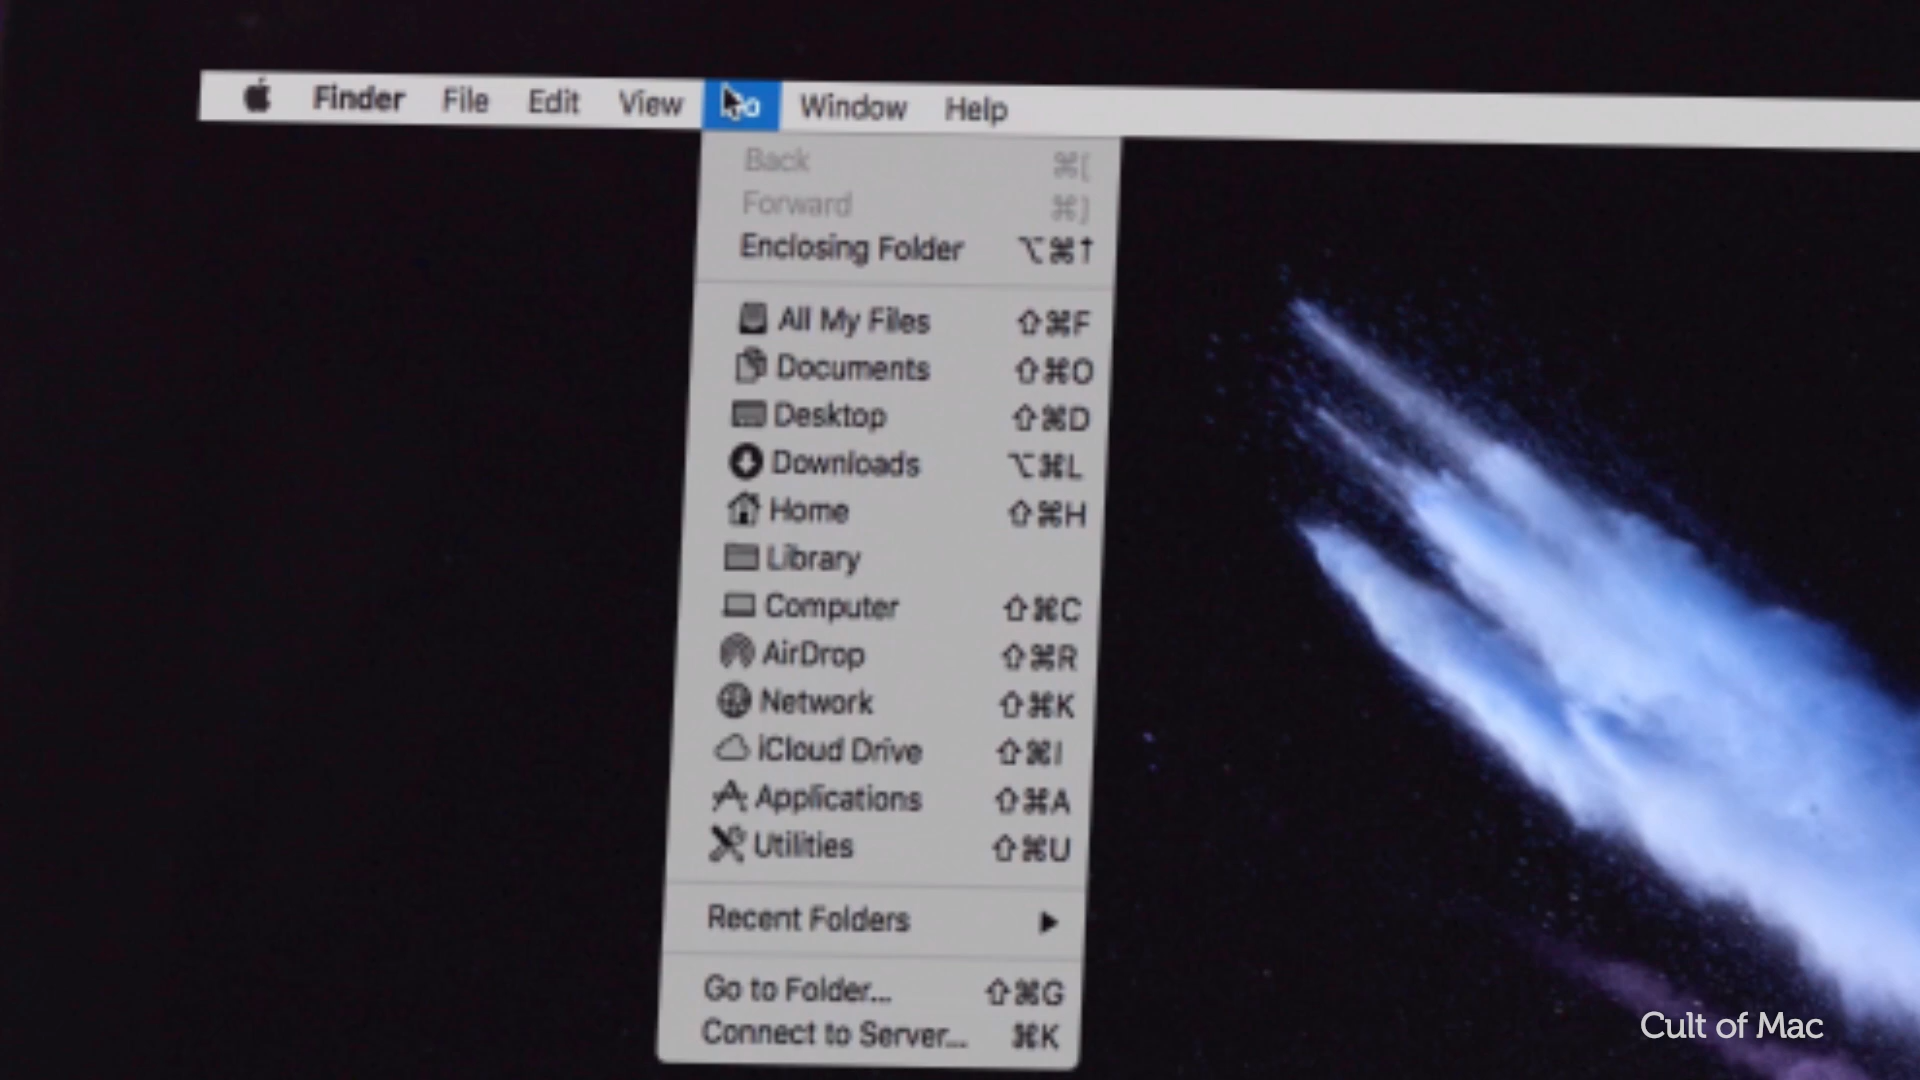 Finder File Edit View Go Window Help
Back ⌘[
Forward ⌘]
Enclosing Folder ⌥⌘↑
All My Files ⇧⌘F
Documents ⇧⌘O
Desktop ⇧⌘D
Downloads ⌥⌘L
Home ⇧⌘H
Library
Computer ⇧⌘C
AirDrop ⇧⌘R
Network ⇧⌘K
iCloud Drive ⇧⌘I
Applications ⇧⌘A
Utilities ⇧⌘U
Recent Folders ▶
Go to Folder... ⇧⌘G
Connect to Server... ⌘K
Cult of Mac